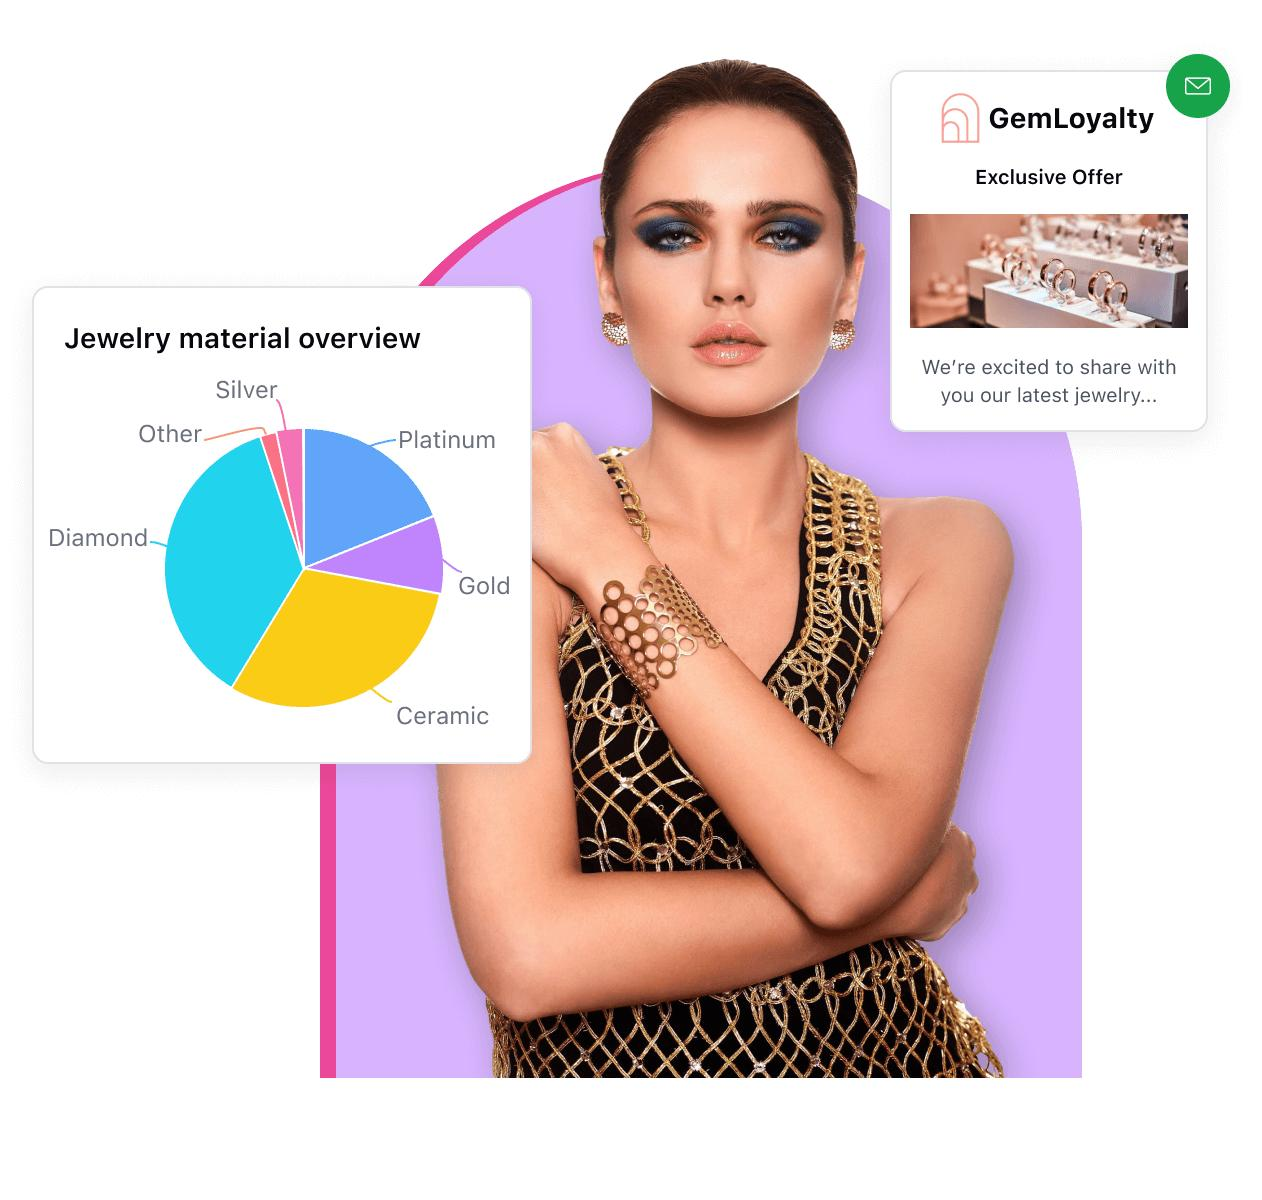 GemLoyalty
Exclusive Offer
We’re excited to share with
you our latest jewelry...
Jewelry material overview
Silver
Other
Platinum
Diamond
Gold
Ceramic